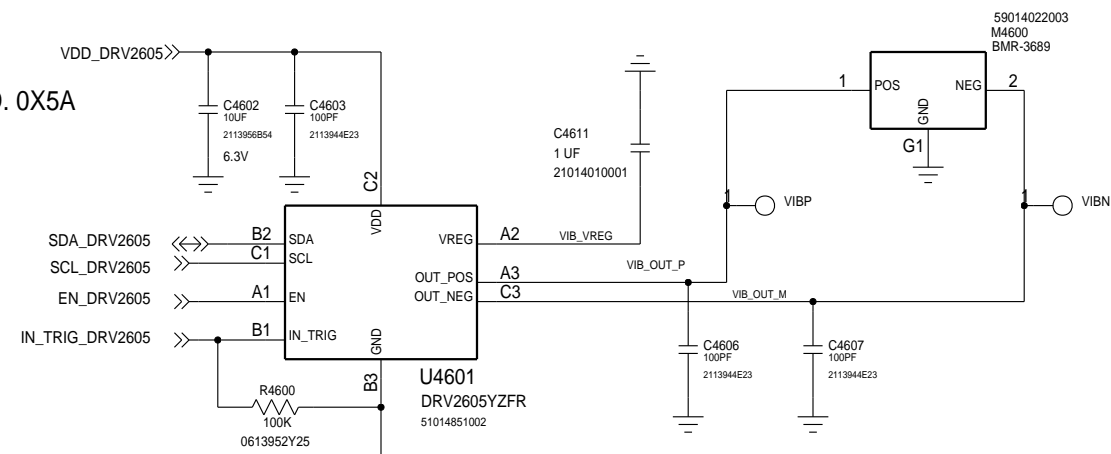 59014022003
M4600
BMR-3689
VDD_DRV2605
. 0X5A
C4602
10UF
2113956B54
6.3V
C4603
100PF
2113944E23
C4611
1 UF
21014010001
1
POS
NEG
2
GND
G1
C2
VDD
1
VIBP
1
VIBN
SDA_DRV2605
B2
SDA
VREG
A2
VIB_VREG
SCL_DRV2605
C1
SCL
OUT_POS
A3
VIB_OUT_P
EN_DRV2605
A1
EN
OUT_NEG
C3
VIB_OUT_M
IN_TRIG_DRV2605
B1
IN_TRIG
GND
B3
U4601
DRV2605YZFR
51014851002
R4600
100K
0613952Y25
C4606
100PF
2113944E23
C4607
100PF
2113944E23